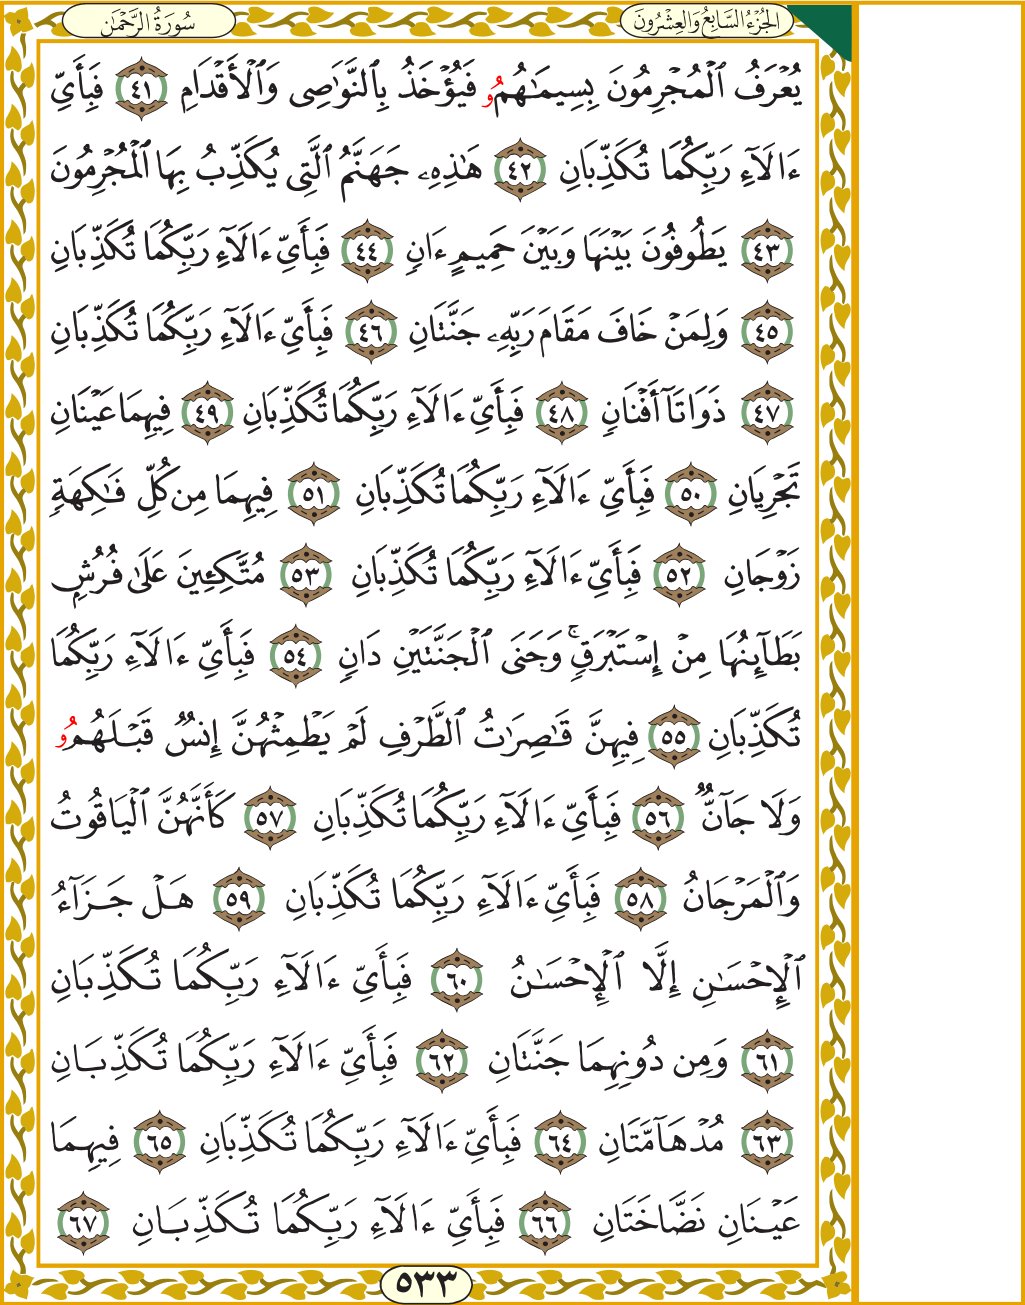 سُورَةُ الرَّحْمَٰن
الجُزْءُ السَّابِعُ وَالعِشْرُونَ
يُعْرَفُ ٱلْمُجْرِمُونَ بِسِيمَٰهُمُۥ فَيُؤْخَذُ بِٱلنَّوَٰصِى وَٱلْأَقْدَامِ ٤١ فَبِأَىِّ
ءَالَآءِ رَبِّكُمَا تُكَذِّبَانِ ٤٢ هَٰذِهِۦ جَهَنَّمُ ٱلَّتِى يُكَذِّبُ بِهَا ٱلْمُجْرِمُونَ
٤٣ يَطُوفُونَ بَيْنَهَا وَبَيْنَ حَمِيمٍ ءَانٍ ٤٤ فَبِأَىِّ ءَالَآءِ رَبِّكُمَا تُكَذِّبَانِ
٤٥ وَلِمَنْ خَافَ مَقَامَ رَبِّهِۦ جَنَّتَانِ ٤٦ فَبِأَىِّ ءَالَآءِ رَبِّكُمَا تُكَذِّبَانِ
٤٧ ذَوَاتَآ أَفْنَانٍ ٤٨ فَبِأَىِّ ءَالَآءِ رَبِّكُمَا تُكَذِّبَانِ ٤٩ فِيهِمَا عَيْنَانِ
تَجْرِيَانِ ٥٠ فَبِأَىِّ ءَالَآءِ رَبِّكُمَا تُكَذِّبَانِ ٥١ فِيهِمَا مِن كُلِّ فَٰكِهَةٍ
زَوْجَانِ ٥٢ فَبِأَىِّ ءَالَآءِ رَبِّكُمَا تُكَذِّبَانِ ٥٣ مُتَّكِـِٔينَ عَلَىٰ فُرُشٍۭ
بَطَآئِنُهَا مِنْ إِسْتَبْرَقٍ ۚ وَجَنَى ٱلْجَنَّتَيْنِ دَانٍ ٥٤ فَبِأَىِّ ءَالَآءِ رَبِّكُمَا
تُكَذِّبَانِ ٥٥ فِيهِنَّ قَٰصِرَٰتُ ٱلطَّرْفِ لَمْ يَطْمِثْهُنَّ إِنسٌ قَبْلَهُمُۥ
وَلَا جَآنٌّ ٥٦ فَبِأَىِّ ءَالَآءِ رَبِّكُمَا تُكَذِّبَانِ ٥٧ كَأَنَّهُنَّ ٱلْيَاقُوتُ
وَٱلْمَرْجَانُ ٥٨ فَبِأَىِّ ءَالَآءِ رَبِّكُمَا تُكَذِّبَانِ ٥٩ هَلْ جَزَآءُ
ٱلْإِحْسَٰنِ إِلَّا ٱلْإِحْسَٰنُ ٦٠ فَبِأَىِّ ءَالَآءِ رَبِّكُمَا تُكَذِّبَانِ
٦١ وَمِن دُونِهِمَا جَنَّتَانِ ٦٢ فَبِأَىِّ ءَالَآءِ رَبِّكُمَا تُكَذِّبَانِ
٦٣ مُدْهَآمَّتَانِ ٦٤ فَبِأَىِّ ءَالَآءِ رَبِّكُمَا تُكَذِّبَانِ ٦٥ فِيهِمَا
عَيْنَانِ نَضَّاخَتَانِ ٦٦ فَبِأَىِّ ءَالَآءِ رَبِّكُمَا تُكَذِّبَانِ ٦٧
٥٣٣